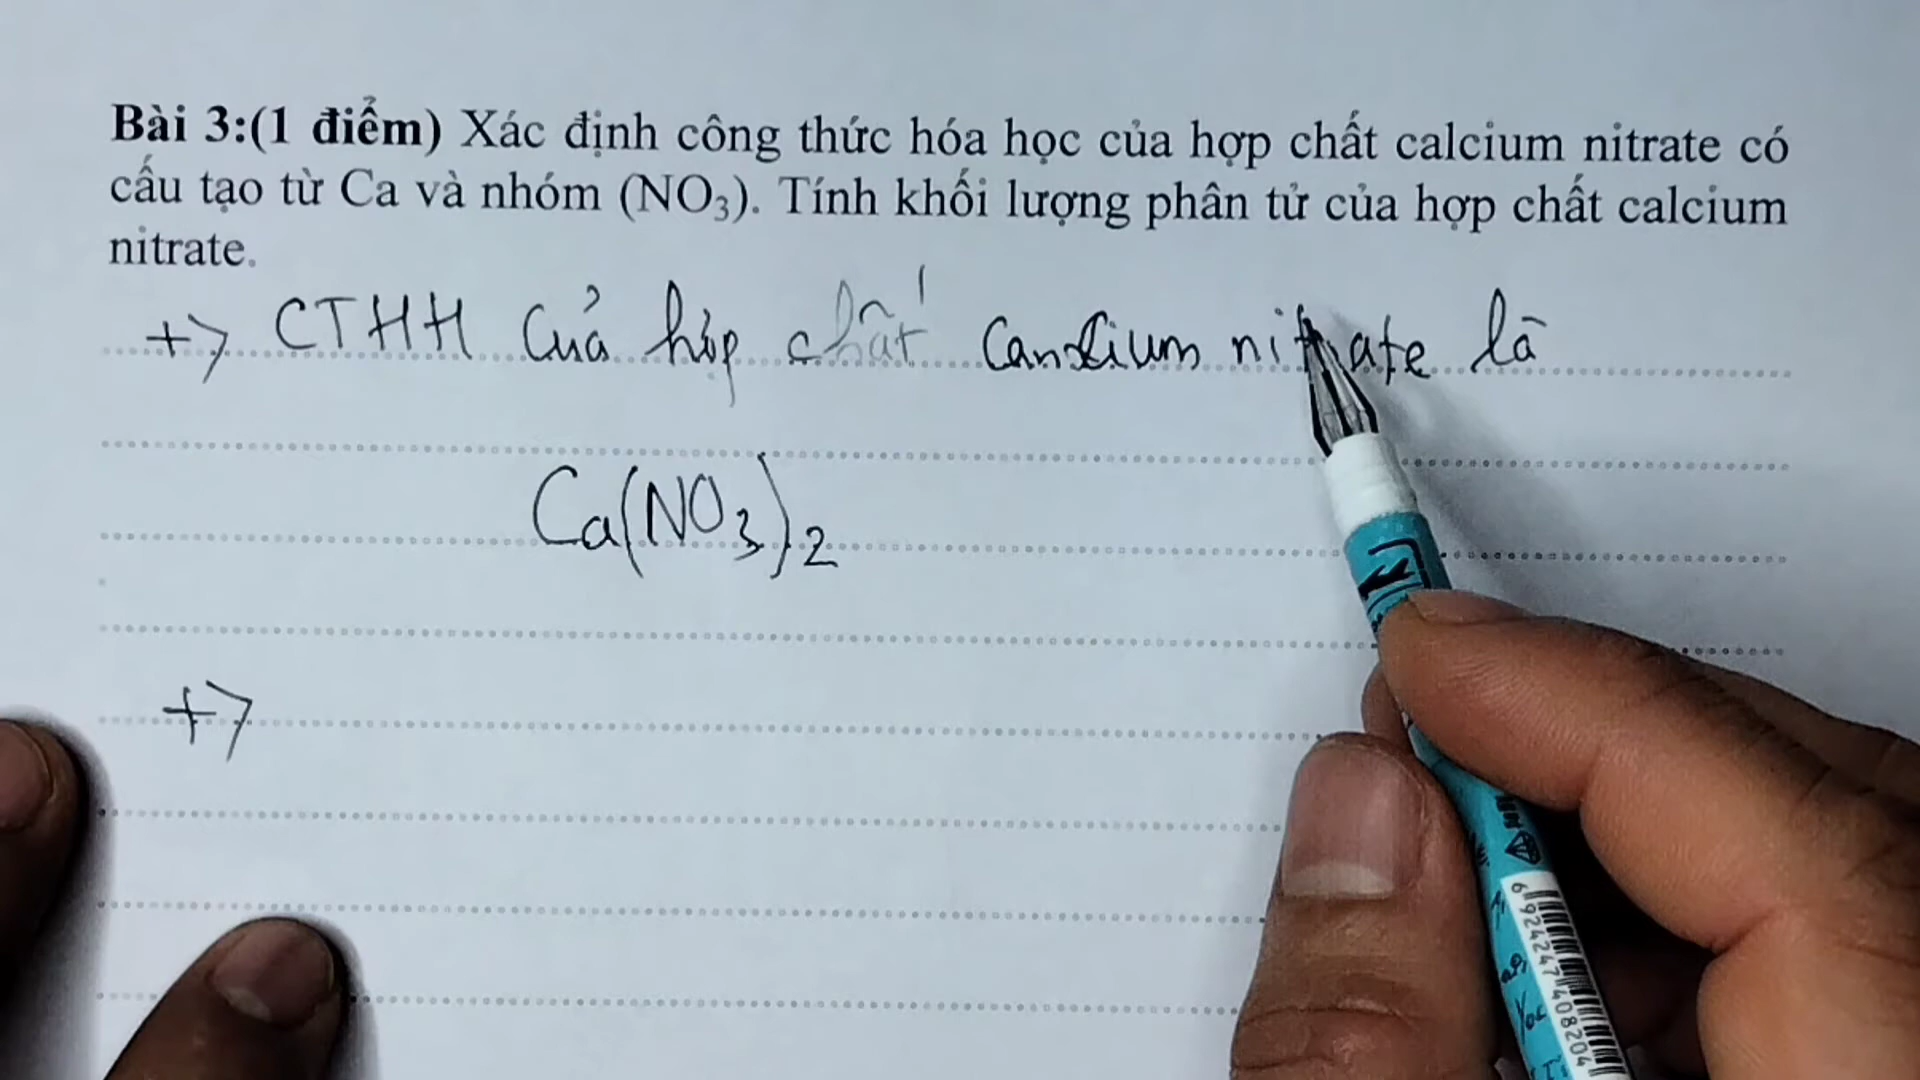 Bài 3:(1 điểm) Xác định công thức hóa học của hợp chất calcium nitrate có
cấu tạo từ Ca và nhóm (NO₃). Tính khối lượng phân tử của hợp chất calcium
nitrate.
+> CTHH của hợp chất Canxium nitrate là
Ca(NO₃)₂
+>
6924247408204